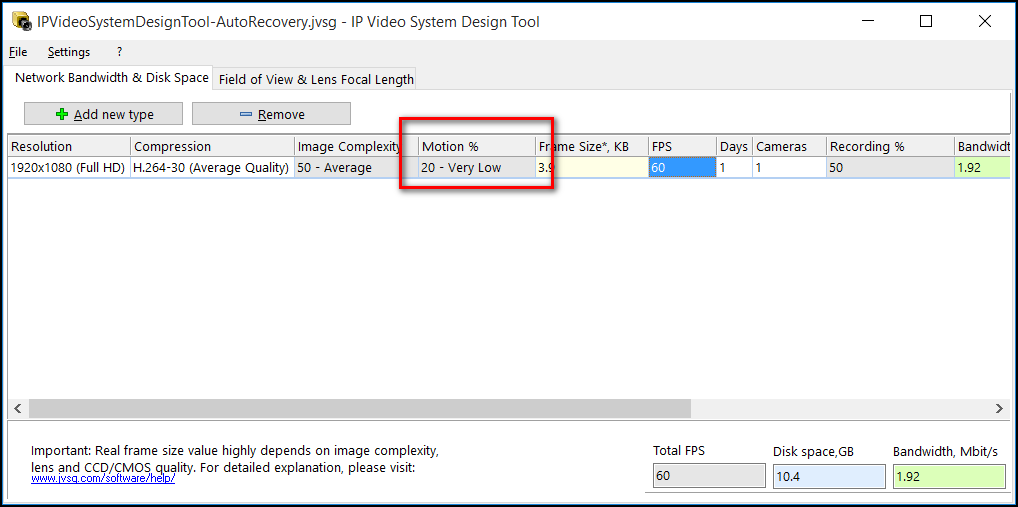 IPVideoSystemDesignTool-AutoRecovery.jvsg - IP Video System Design Tool
File Settings ?
Network Bandwidth & Disk Space Field of View & Lens Focal Length
Add new type Remove
Resolution Compression Image Complexity Motion % Frame Size*, KB FPS Days Cameras Recording % Bandwidt
1920x1080 (Full HD) H.264-30 (Average Quality) 50 - Average 20 - Very Low 3.9 60 1 1 50 1.92
Important: Real frame size value highly depends on image complexity,
lens and CCD/CMOS quality. For detailed explanation, please visit:
www.jvsg.com/software/help/
Total FPS Disk space,GB Bandwidth, Mbit/s
60 10.4 1.92